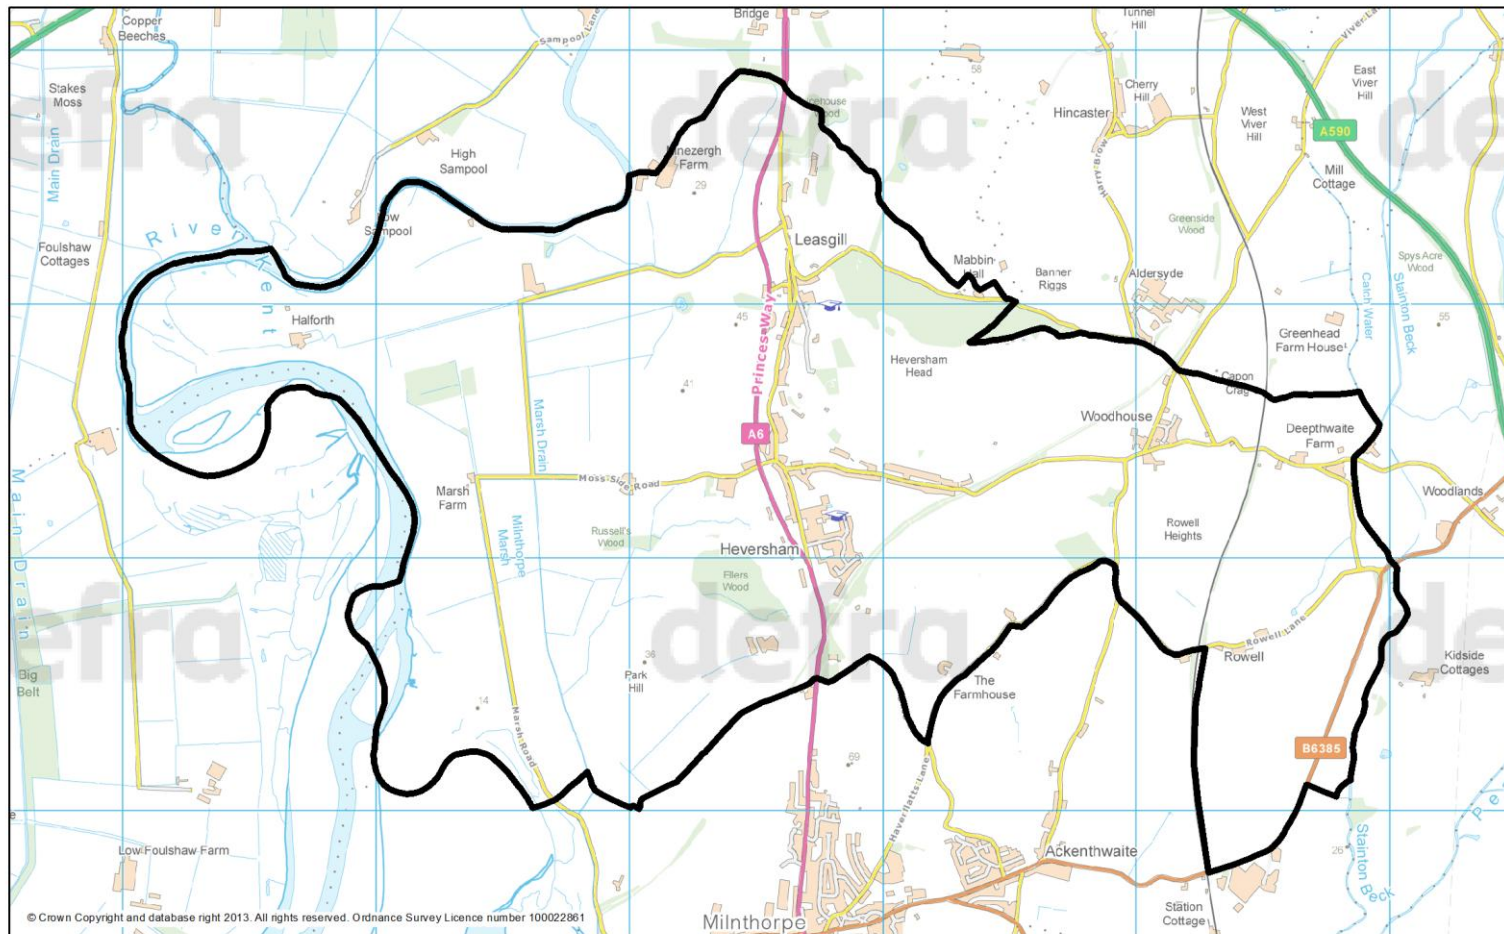 Copper
Beeches
Bridge
Sampool Lane
58
Tunnel
Hill
Viver La
East
Viver
Hill
Stakes
Moss
Main Drain
defra
defra
Cherry
Hill
Hincaster
West
Viver
Hill
A590
High
Sampool
Ninezergh
Farm
29
Harry Brow
Mill
Cottage
Low
Sampool
Greenside
Wood
River Kent
Foulshaw
Cottages
Leasgill
Mabbin
Hall
Banner
Riggs
Aldersyde
Spys Acre
Wood
Catch Water
Stainton Beck
Halforth
45
Princes Way
Heversham
Head
Greenhead
Farm House
55
41
Capon
Crag
A6
Woodhouse
Deepthwaite
Farm
Marsh Drain
Main Drain
Marsh
Farm
Moss Side Road
Woodlands
Milnthorpe
Marsh
Russell's
Wood
Rowell
Heights
Heversham
Ellers
Wood
defra
defra
Rowell Lane
Rowell
Kidside
Cottages
Big
Belt
36
Park
Hill
The
Farmhouse
14
Marsh Road
B6385
69
Haverflatts Lane
Low Foulshaw Farm
Ackenthwaite
26
Stainton Beck
Station
Cottage
Milnthorpe
© Crown Copyright and database right 2013. All rights reserved. Ordnance Survey Licence number 100022861